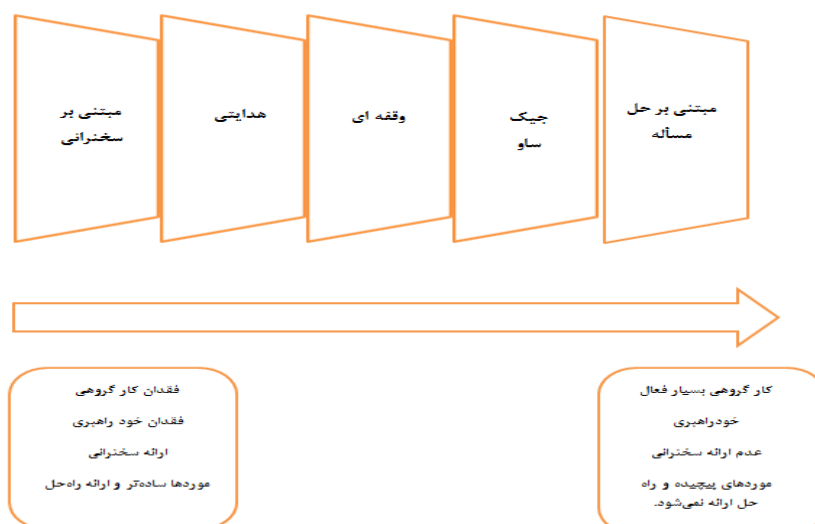 مبتنی بر
سخنرانی
هدایتی
وقفه ای
جیک
ساو
مبتنی بر حل
مسأله
فقدان کار گروهی
فقدان خود راهبری
ارائه سخنرانی
موردها ساده‌تر و ارائه راه‌حل
کار گروهی بسیار فعال
خودراهبری
عدم ارائه سخنرانی
موردهای پیچیده و راه
حل ارائه نمی‌شود.